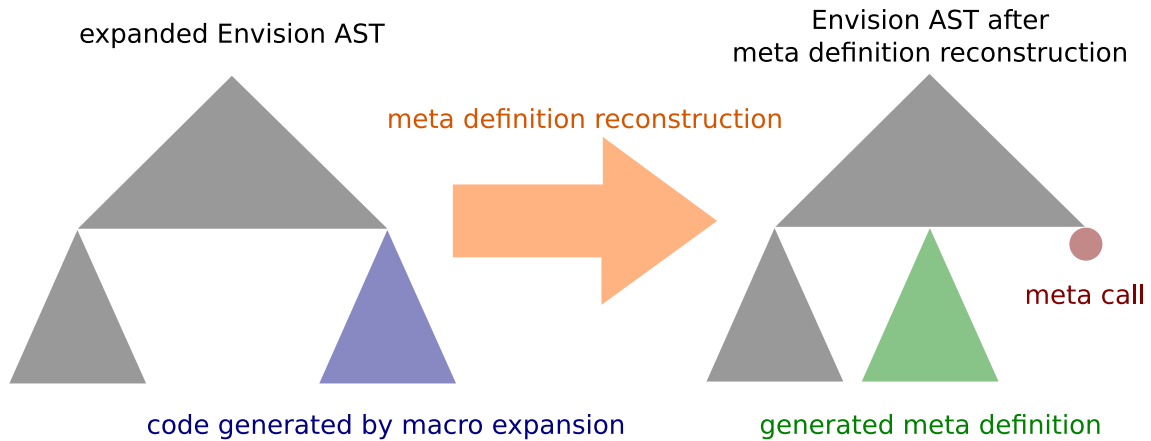 expanded Envision AST
Envision AST after
meta definition reconstruction
meta definition reconstruction
meta call
code generated by macro expansion
generated meta definition